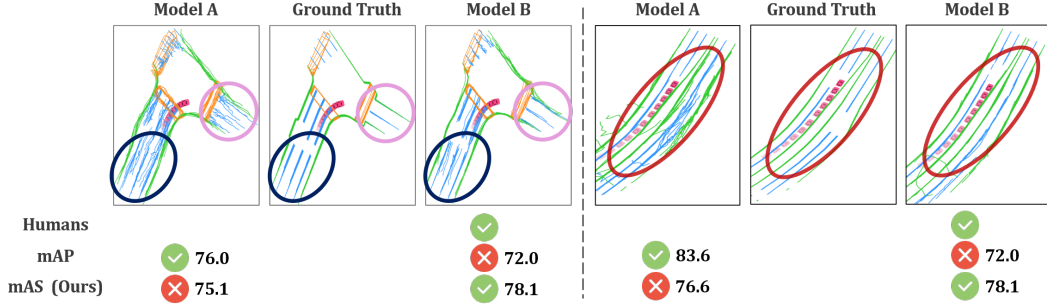 Model A Ground Truth Model B Model A Ground Truth Model B
Humans
mAP 76.0 72.0 83.6 72.0
mAS (Ours) 75.1 78.1 76.6 78.1